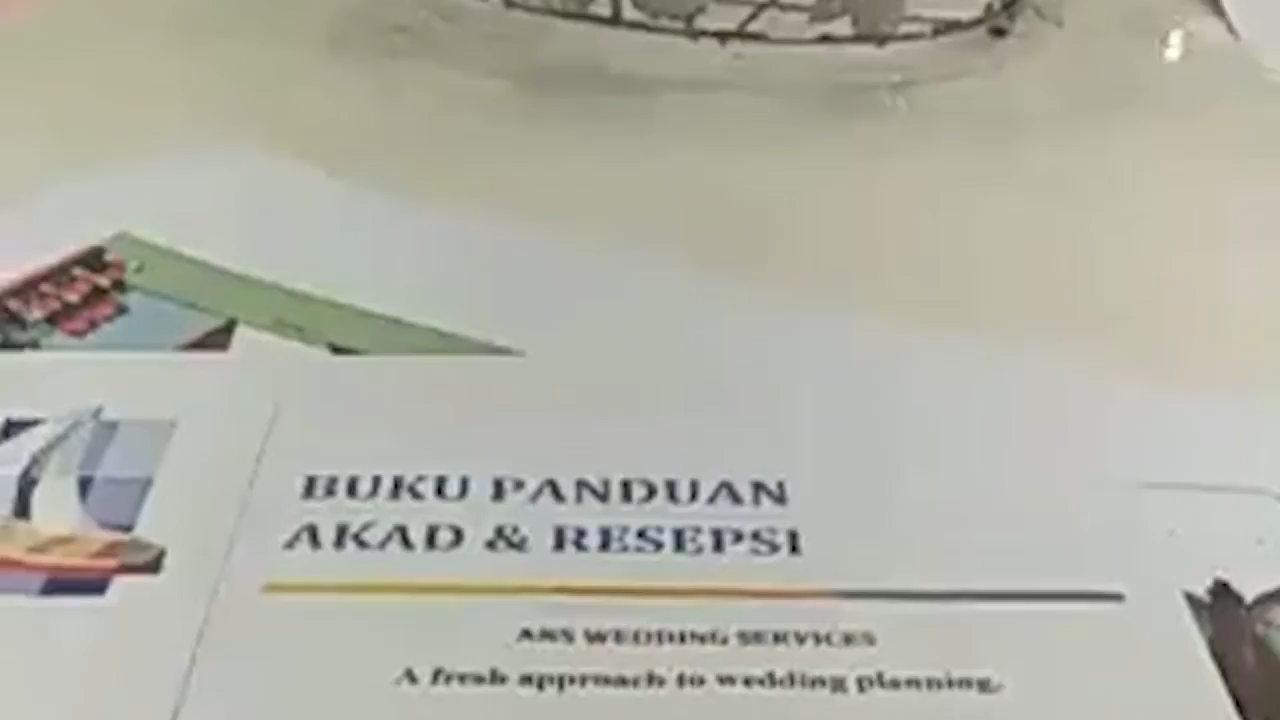 BUKU PANDUAN
AKAD & RESEPSI
ANS WEDDING SERVICES
A fresh approach to wedding planning.